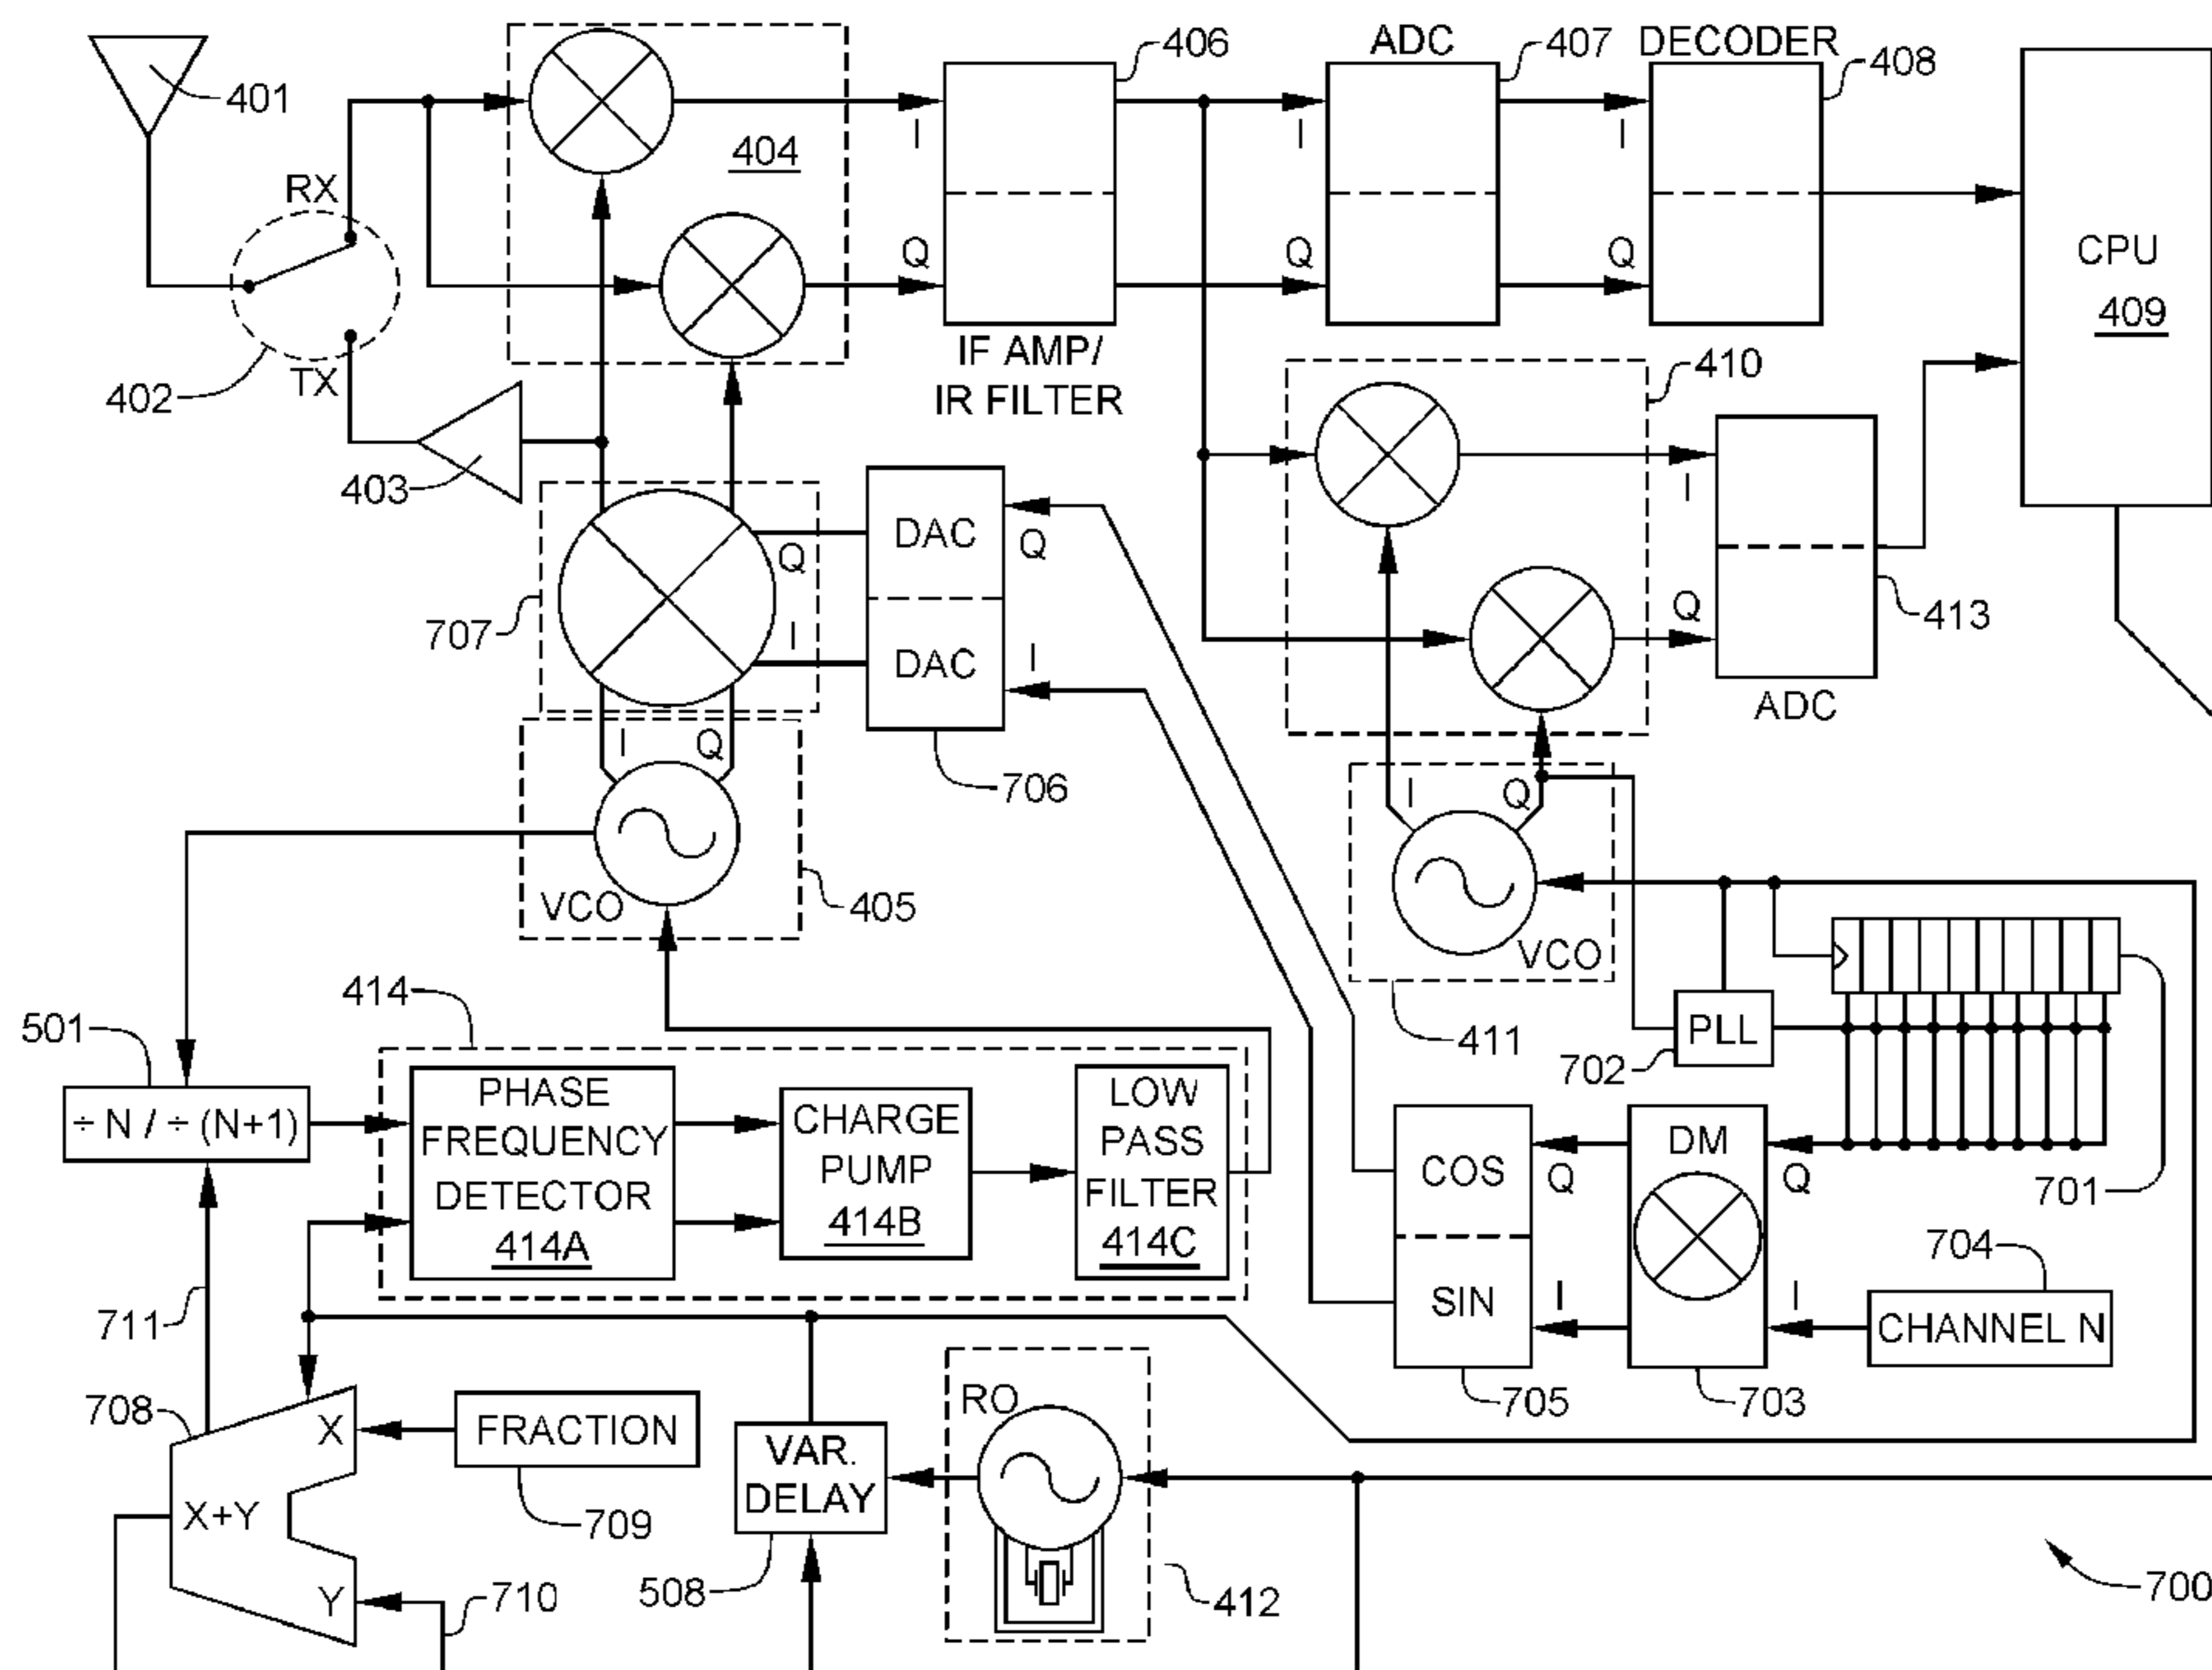 401
RX
TX
402
403
404
I
Q
406
IF AMP/
IR FILTER
ADC
407
I
Q
DECODER
408
I
Q
CPU
409
410
I
Q
413
ADC
707
Q
I
DAC
DAC
Q
I
706
I
Q
VCO
405
I
Q
VCO
411
PLL
702
701
414
501
÷ N / ÷ (N+1)
PHASE
FREQUENCY
DETECTOR
414A
CHARGE
PUMP
414B
LOW
PASS
FILTER
414C
COS
SIN
705
Q
I
DM
703
Q
I
704
CHANNEL N
711
708
X
X+Y
Y
FRACTION
709
710
VAR.
DELAY
508
RO
412
700